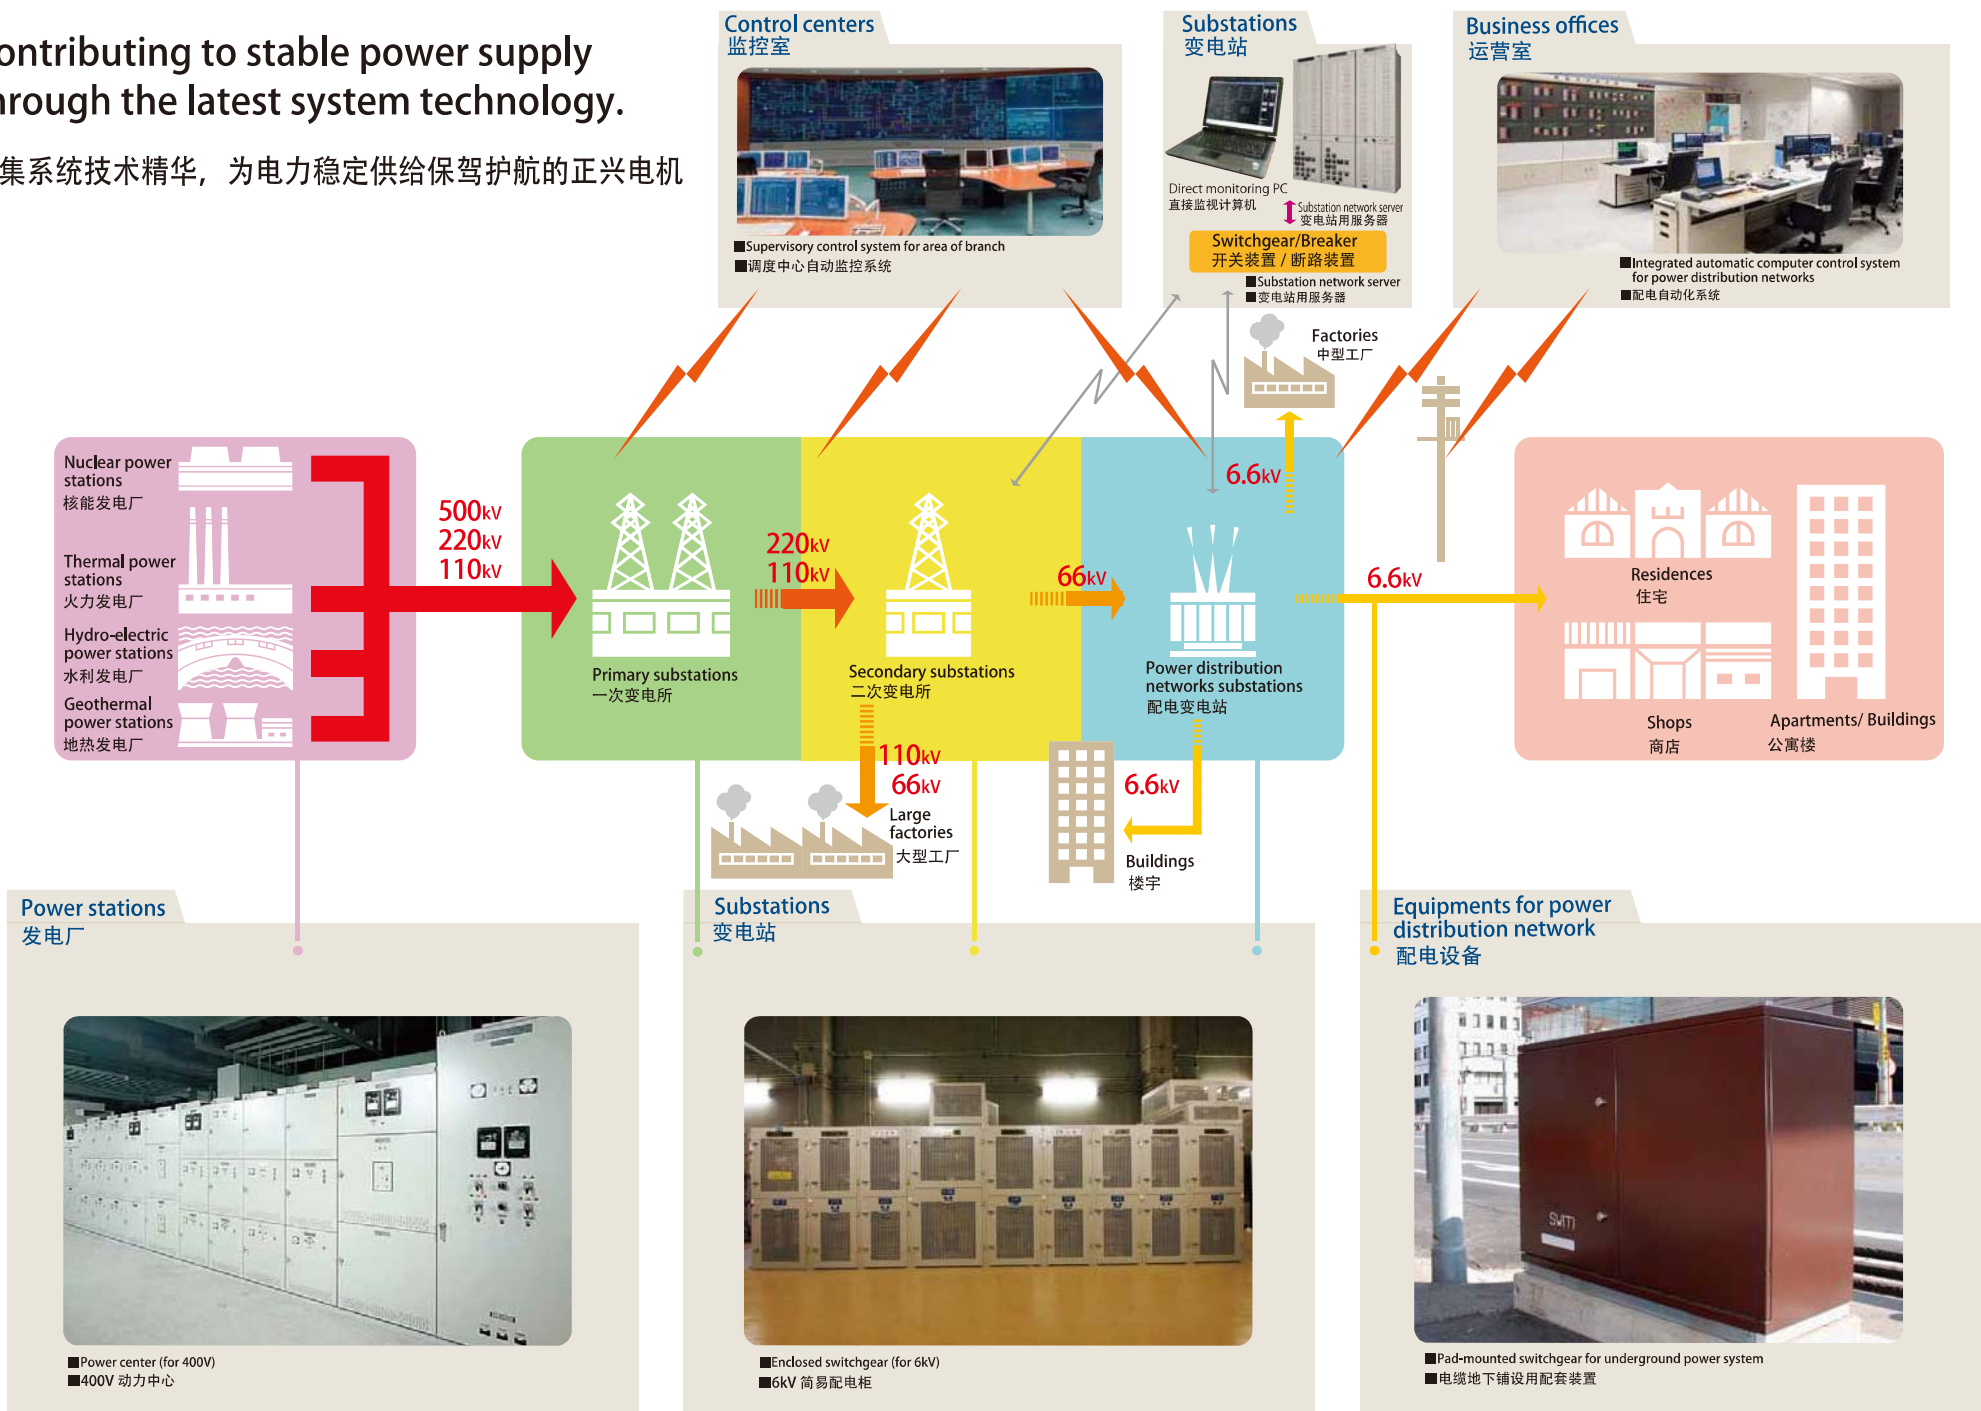 ontributing to stable power supply
hrough the latest system technology.
集系统技术精华，为电力稳定供给保驾护航的正兴电机
Control centers
监控室
■Supervisory control system for area of branch
■调度中心自动监控系统
Substations
变电站
Direct monitoring PC
直接监视计算机
Substation network server
变电站用服务器
Switchgear/Breaker
开关装置 / 断路装置
■Substation network server
■变电站用服务器
Business offices
运营室
■Integrated automatic computer control system
for power distribution networks
■配电自动化系统
Factories
中型工厂
Nuclear power
stations
核能发电厂
Thermal power
stations
火力发电厂
Hydro-electric
power stations
水利发电厂
Geothermal
power stations
地热发电厂
500kV
220kV
110kV
Primary substations
一次变电所
220kV
110kV
Secondary substations
二次变电所
66kV
6.6kV
Power distribution
networks substations
配电变电站
6.6kV
Residences
住宅
Shops
商店
Apartments/ Buildings
公寓楼
110kV
66kV
Large
factories
大型工厂
6.6kV
Buildings
楼宇
Power stations
发电厂
■Power center (for 400V)
■400V 动力中心
Substations
变电站
■Enclosed switchgear (for 6kV)
■6kV 简易配电柜
Equipments for power
distribution network
配电设备
■Pad-mounted switchgear for underground power system
■电缆地下铺设用配套装置